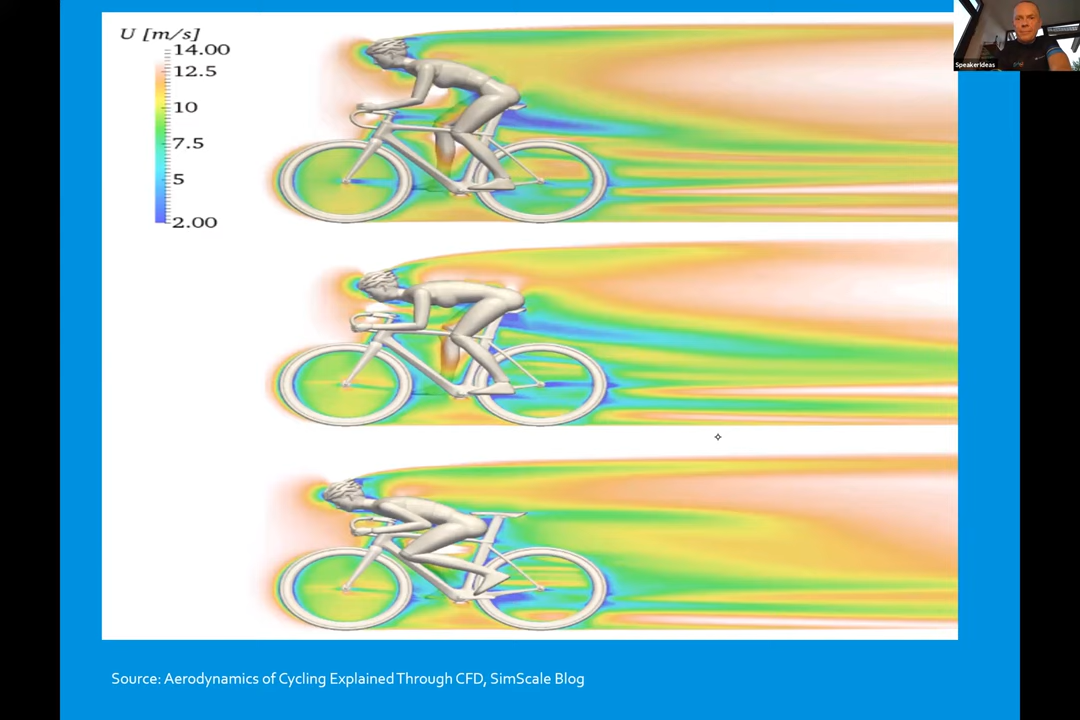 U [m/s]
14.00
12.5
10
7.5
5
2.00
SpeakerIdeas
Source: Aerodynamics of Cycling Explained Through CFD, SimScale Blog